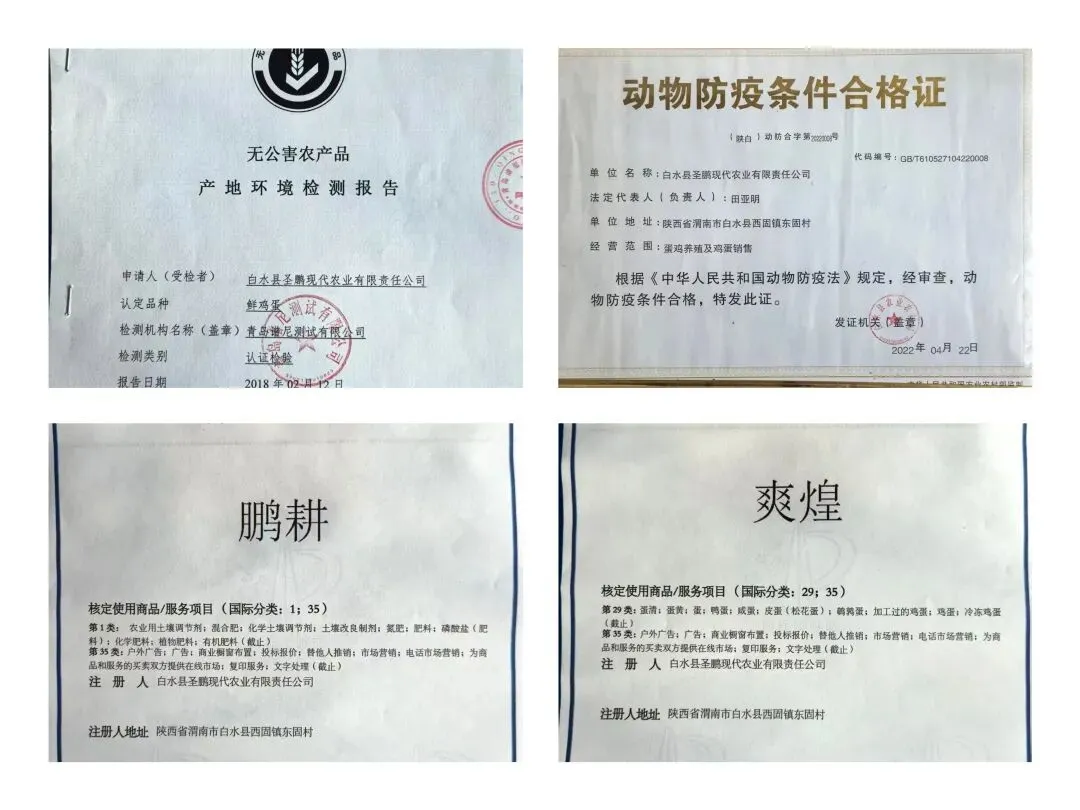 无公害农产品
产地环境检测报告
申请人（受检者） 白水县圣鹏现代农业有限责任公司
认定品种 鲜鸡蛋
检测机构名称（盖章） 青岛谱尼测试有限公司
检测类别 认证检验
报告日期 2018 年 02 月 12 日
动物防疫条件合格证
（陕白）动防合字第20220008号
代码编号：GB/T610527104220008
单位名称：白水县圣鹏现代农业有限责任公司
法定代表人（负责人）：田亚明
单位地址：陕西省渭南市白水县西固镇东固村
经营范围：蛋鸡养殖及鸡蛋销售
根据《中华人民共和国动物防疫法》规定，经审查，动
物防疫条件合格，特发此证。
发证机关（盖章）
2022年 04月 22日
鹏耕
核定使用商品/服务项目（国际分类：1；35）
第1类：农业用土壤调节剂；混合肥；化学土壤调节剂；土壤改良制剂；氮肥；肥料；磷酸盐（肥
料）；化学肥料；植物肥料；有机肥料（截止）
第35类：户外广告；广告；商业橱窗布置；投标报价；替他人推销；市场营销；电话市场营销；为商
品和服务的买卖双方提供在线市场；复印服务；文字处理（截止）
注册人 白水县圣鹏现代农业有限责任公司
注册人地址 陕西省渭南市白水县西固镇东固村
爽煌
核定使用商品/服务项目（国际分类：29；35）
第29类：蛋清；蛋黄；蛋；鸭蛋；咸蛋；皮蛋（松花蛋）；鹌鹑蛋；加工过的鸡蛋；鸡蛋；冷冻鸡蛋
（截止）
第35类：户外广告；广告；商业橱窗布置；投标报价；替他人推销；市场营销；电话市场营销；为商
品和服务的买卖双方提供在线市场；复印服务；文字处理（截止）
注册人 白水县圣鹏现代农业有限责任公司
注册人地址 陕西省渭南市白水县西固镇东固村